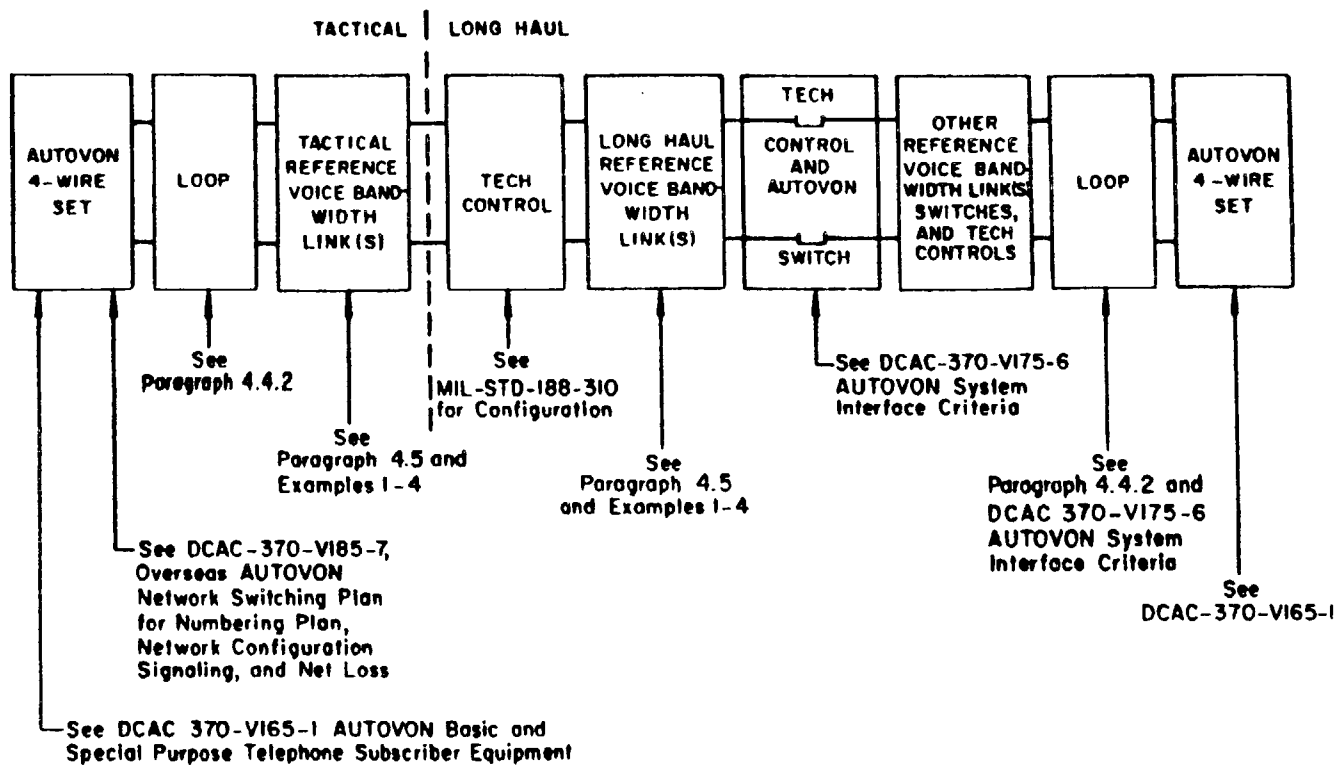 TACTICAL
LONG HAUL
AUTOVON
4-WIRE
SET
LOOP
TACTICAL
REFERENCE
VOICE BAND-
WIDTH
LINK(S)
TECH
CONTROL
LONG HAUL
REFERENCE
VOICE BAND-
WIDTH
LINK(S)
TECH
CONTROL
AND
AUTOVON
SWITCH
OTHER
REFERENCE
VOICE BAND-
WIDTH LINK(S)
SWITCHES,
AND TECH
CONTROLS
LOOP
AUTOVON
4-WIRE
SET
See
Paragraph 4.4.2
See
MIL-STD-188-310
for Configuration
See DCAC-370-V175-6
AUTOVON System
Interface Criteria
See
Paragraph 4.5 and
Examples 1-4
See
Paragraph 4.5
and Examples 1-4
See
Paragraph 4.4.2 and
DCAC 370-V175-6
AUTOVON System
Interface Criteria
See
DCAC-370-V165-1
See DCAC-370-V185-7,
Overseas AUTOVON
Network Switching Plan
for Numbering Plan,
Network Configuration
Signaling, and Net Loss
See DCAC 370-V165-1 AUTOVON Basic and
Special Purpose Telephone Subscriber Equipment